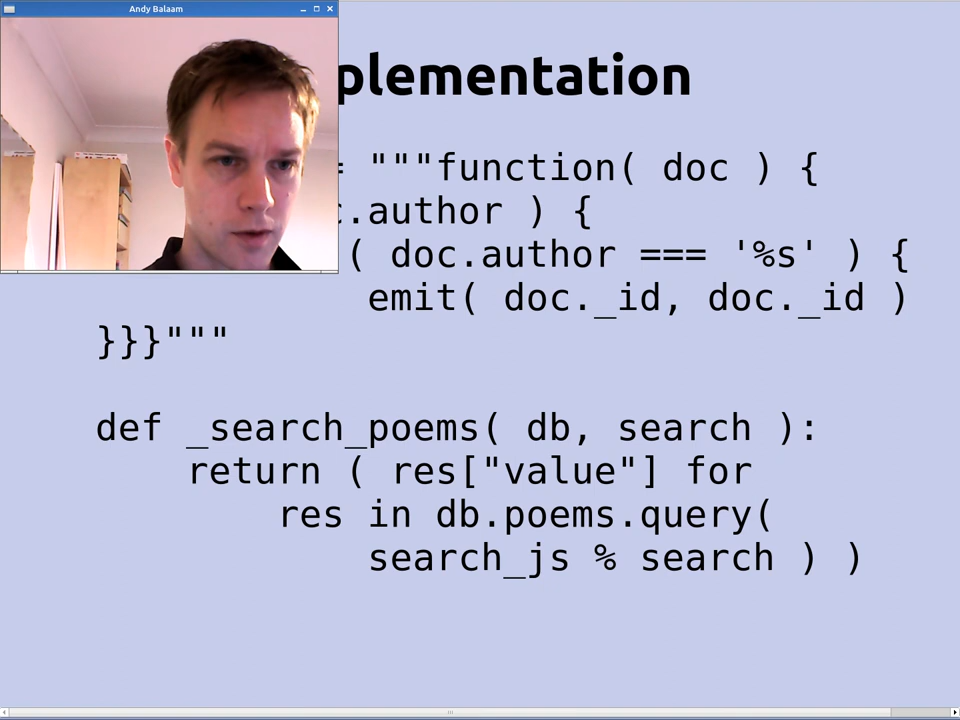 Andy Balaam
plementation
= """function( doc ) {
c.author ) {
( doc.author === '%s' ) {
emit( doc._id, doc._id )
}}}"""
def _search_poems( db, search ):
return ( res["value"] for
res in db.poems.query(
search_js % search ) )